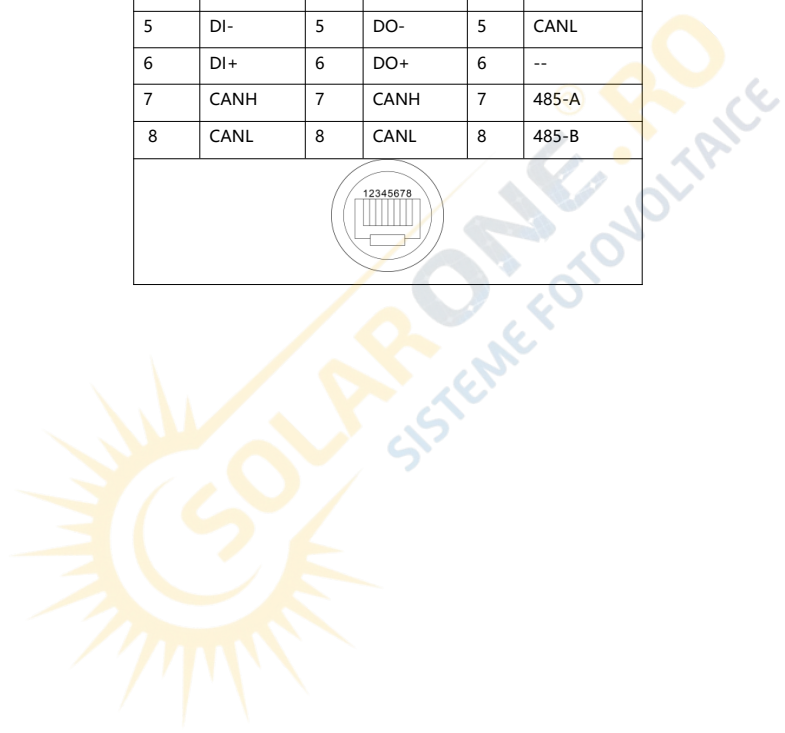 5 DI- 5 DO- 5 CANL
6 DI+ 6 DO+ 6 --
7 CANH 7 CANH 7 485-A
8 CANL 8 CANL 8 485-B
12345678
SOLARONE.RO
®
SISTEME FOTOVOLTAICE